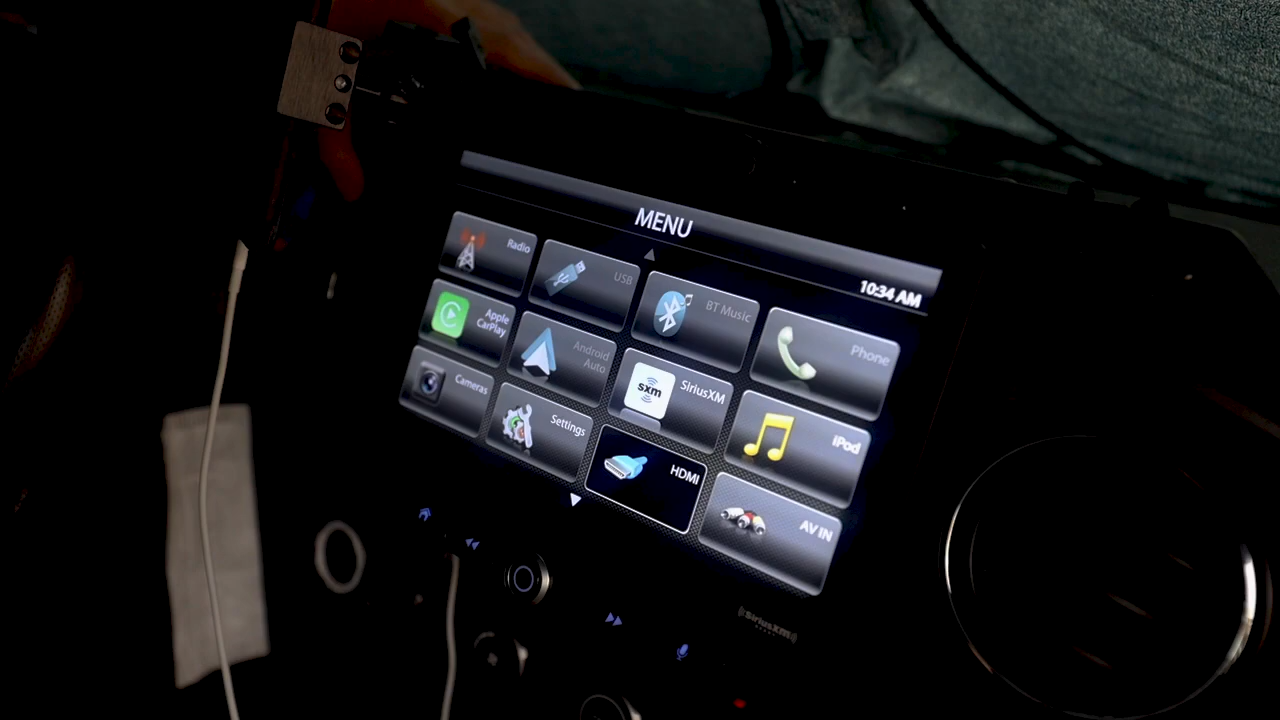 MENU
10:34 AM
Radio
USB
BT Music
Phone
Apple
CarPlay
Android
Auto
sxm
SiriusXM
iPod
Cameras
Settings
HDMI
AV IN
SiriusXM